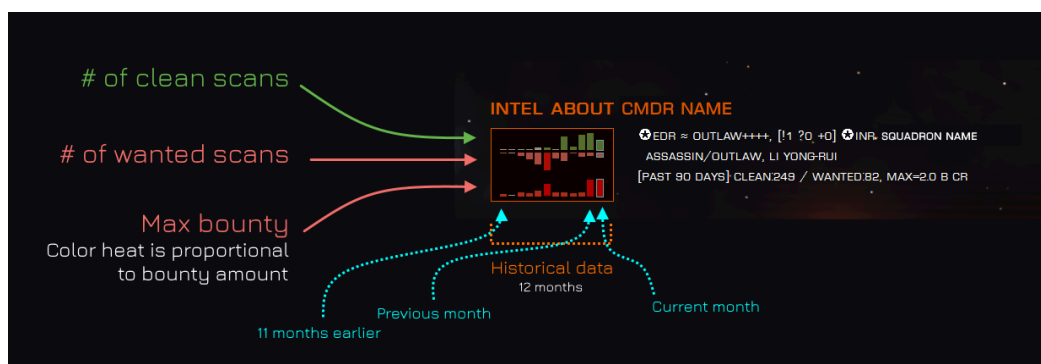 # of clean scans
# of wanted scans
Max bounty
Color heat is proportional
to bounty amount
INTEL ABOUT CMDR NAME
✪EDR ≈ OUTLAW++++, [!1 ?0 +0] ✪INR- SQUADRON NAME
ASSASSIN/OUTLAW, LI YONG-RUI
[PAST 90 DAYS]: CLEAN:249 / WANTED:82, MAX=2.0 B CR
Historical data
12 months
11 months earlier
Previous month
Current month